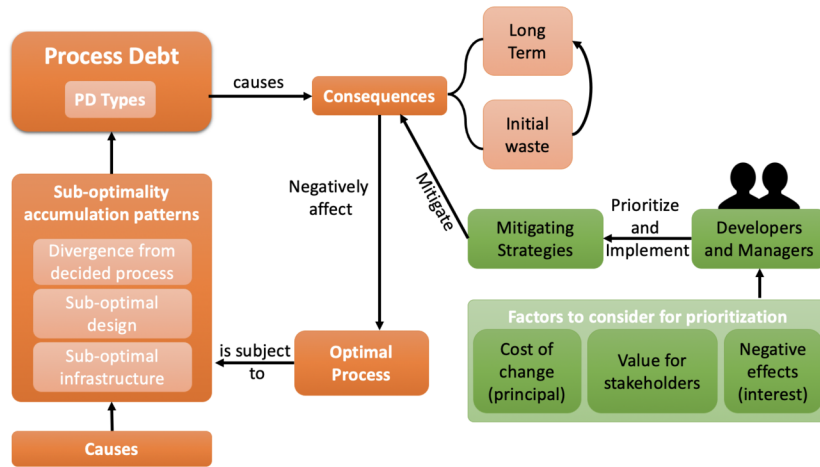 Process Debt
PD Types
causes
Consequences
Long
Term
Initial
waste
Sub-optimality
accumulation patterns
Divergence from
decided process
Sub-optimal
design
Sub-optimal
infrastructure
Causes
Negatively
affect
is subject
to
Optimal
Process
Mitigate
Mitigating
Strategies
Prioritize
and
Implement
Developers
and Managers
Factors to consider for prioritization
Cost of
change
(principal)
Value for
stakeholders
Negative
effects
(interest)